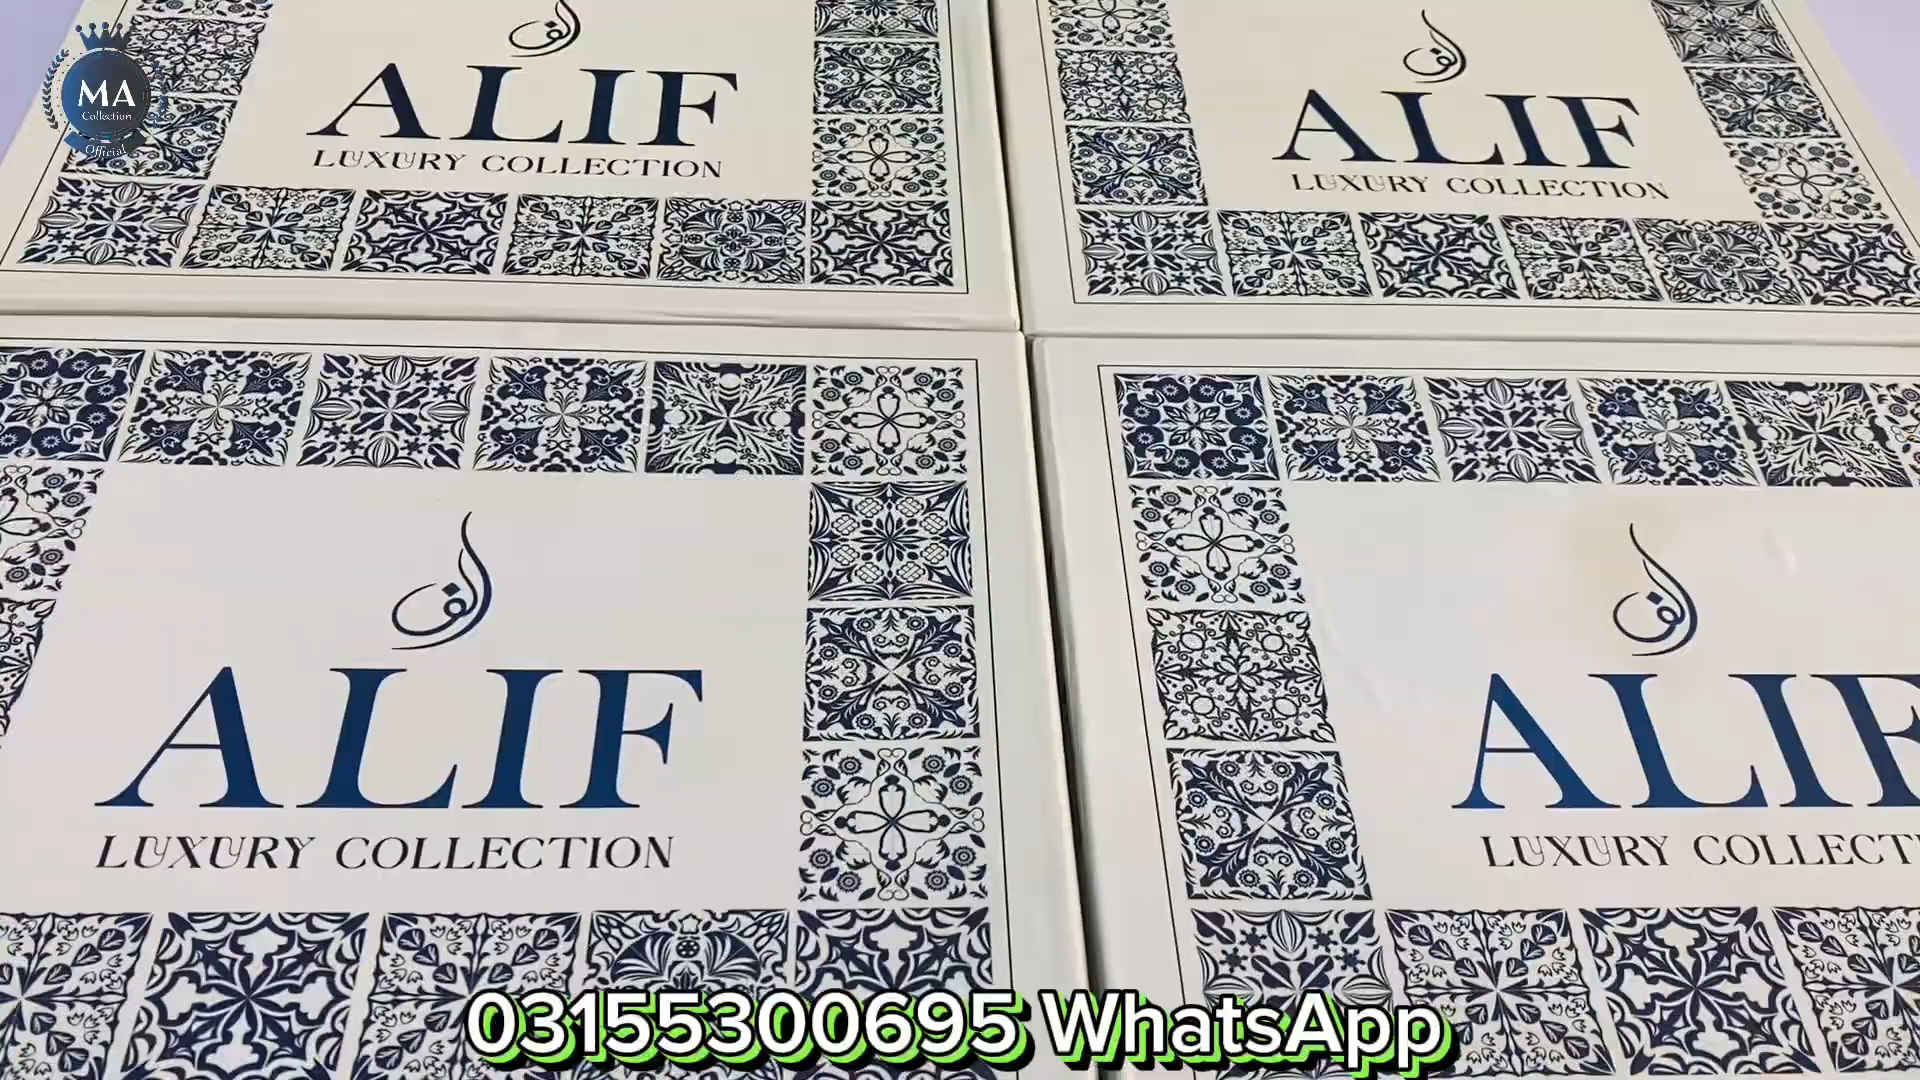 MA
Collection
Official
الف
ALIF
LUXURY COLLECTION
الف
ALIF
LUXURY COLLECTION
الف
ALIF
LUXURY COLLECTION
الف
ALIF
LUXURY COLLECT
03155300695 WhatsApp